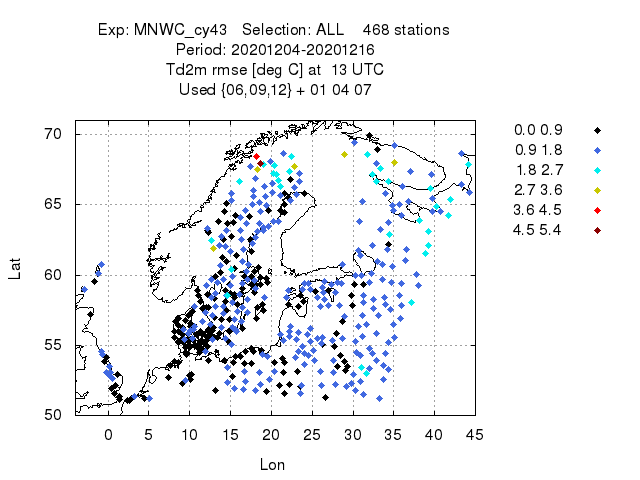 Exp: MNWC_cy43 Selection: ALL 468 stations
Period: 20201204-20201216
Td2m rmse [deg C] at 13 UTC
Used {06,09,12} + 01 04 07
0.0 0.9
0.9 1.8
1.8 2.7
2.7 3.6
3.6 4.5
4.5 5.4
70
65
60
55
50
Lat
0 5 10 15 20 25 30 35 40 45
Lon